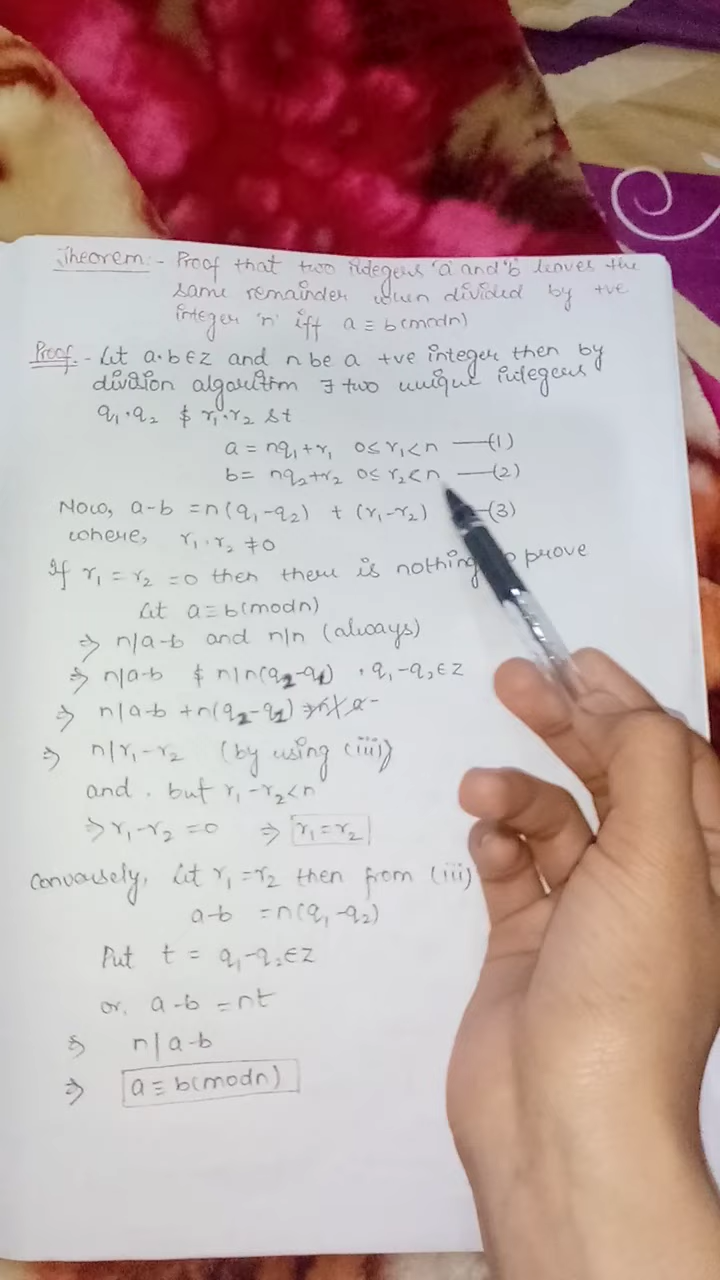 Theorem:- Proof that two integers 'a' and 'b' leaves the
same remainder when divided by +ve
integer 'n' iff a ≡ b(modn)
Proof.- Let a.b∈Z and n be a +ve integer then by
division algorithm ∃ two unique integers
q₁.q₂ $ r₁.r₂ st
a = nq₁+r₁ 0≤r₁<n —(1)
b= nq₂+r₂ 0≤r₂<n —(2)
Now, a-b = n(q₁-q₂) + (r₁-r₂) —(3)
where, r₁.r₂ ≠0
If r₁ = r₂ =0 then there is nothing prove
Let a≡b(modn)
⇒ n/a-b and n/n (always)
⇒ n/a-b $ n/n(q₂-q₁) . q₁-q₂∈Z
⇒ n/a-b +n(q₂-q₁)
⇒ n/r₁-r₂ (by using (iii))
and . but r₁-r₂<n
⇒ r₁-r₂ =0 ⇒ r₁=r₂
Conversely, Let r₁=r₂ then from (iii)
a-b = n(q₁-q₂)
Put t = q₁-q₂∈Z
or, a-b = nt
⇒ n/a-b
⇒ a ≡ b(modn)